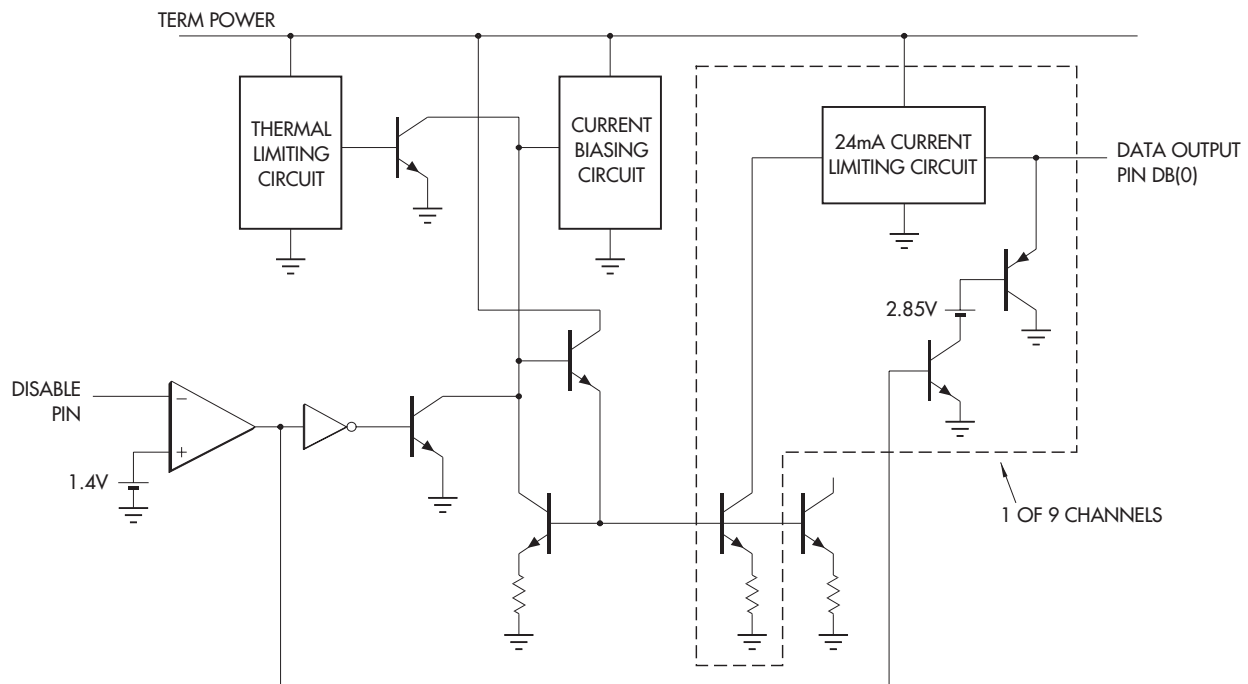 TERM POWER
THERMAL
LIMITING
CIRCUIT
CURRENT
BIASING
CIRCUIT
24mA CURRENT
LIMITING CIRCUIT
DATA OUTPUT
PIN DB(0)
2.85V
DISABLE
PIN
−
+
1.4V
1 OF 9 CHANNELS